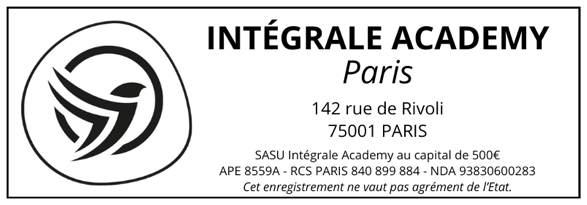 INTÉGRALE ACADEMY
Paris
142 rue de Rivoli
75001 PARIS
SASU Intégrale Academy au capital de 500€
APE 8559A - RCS PARIS 840 899 884 - NDA 93830600283
Cet enregistrement ne vaut pas agrément de l’Etat.